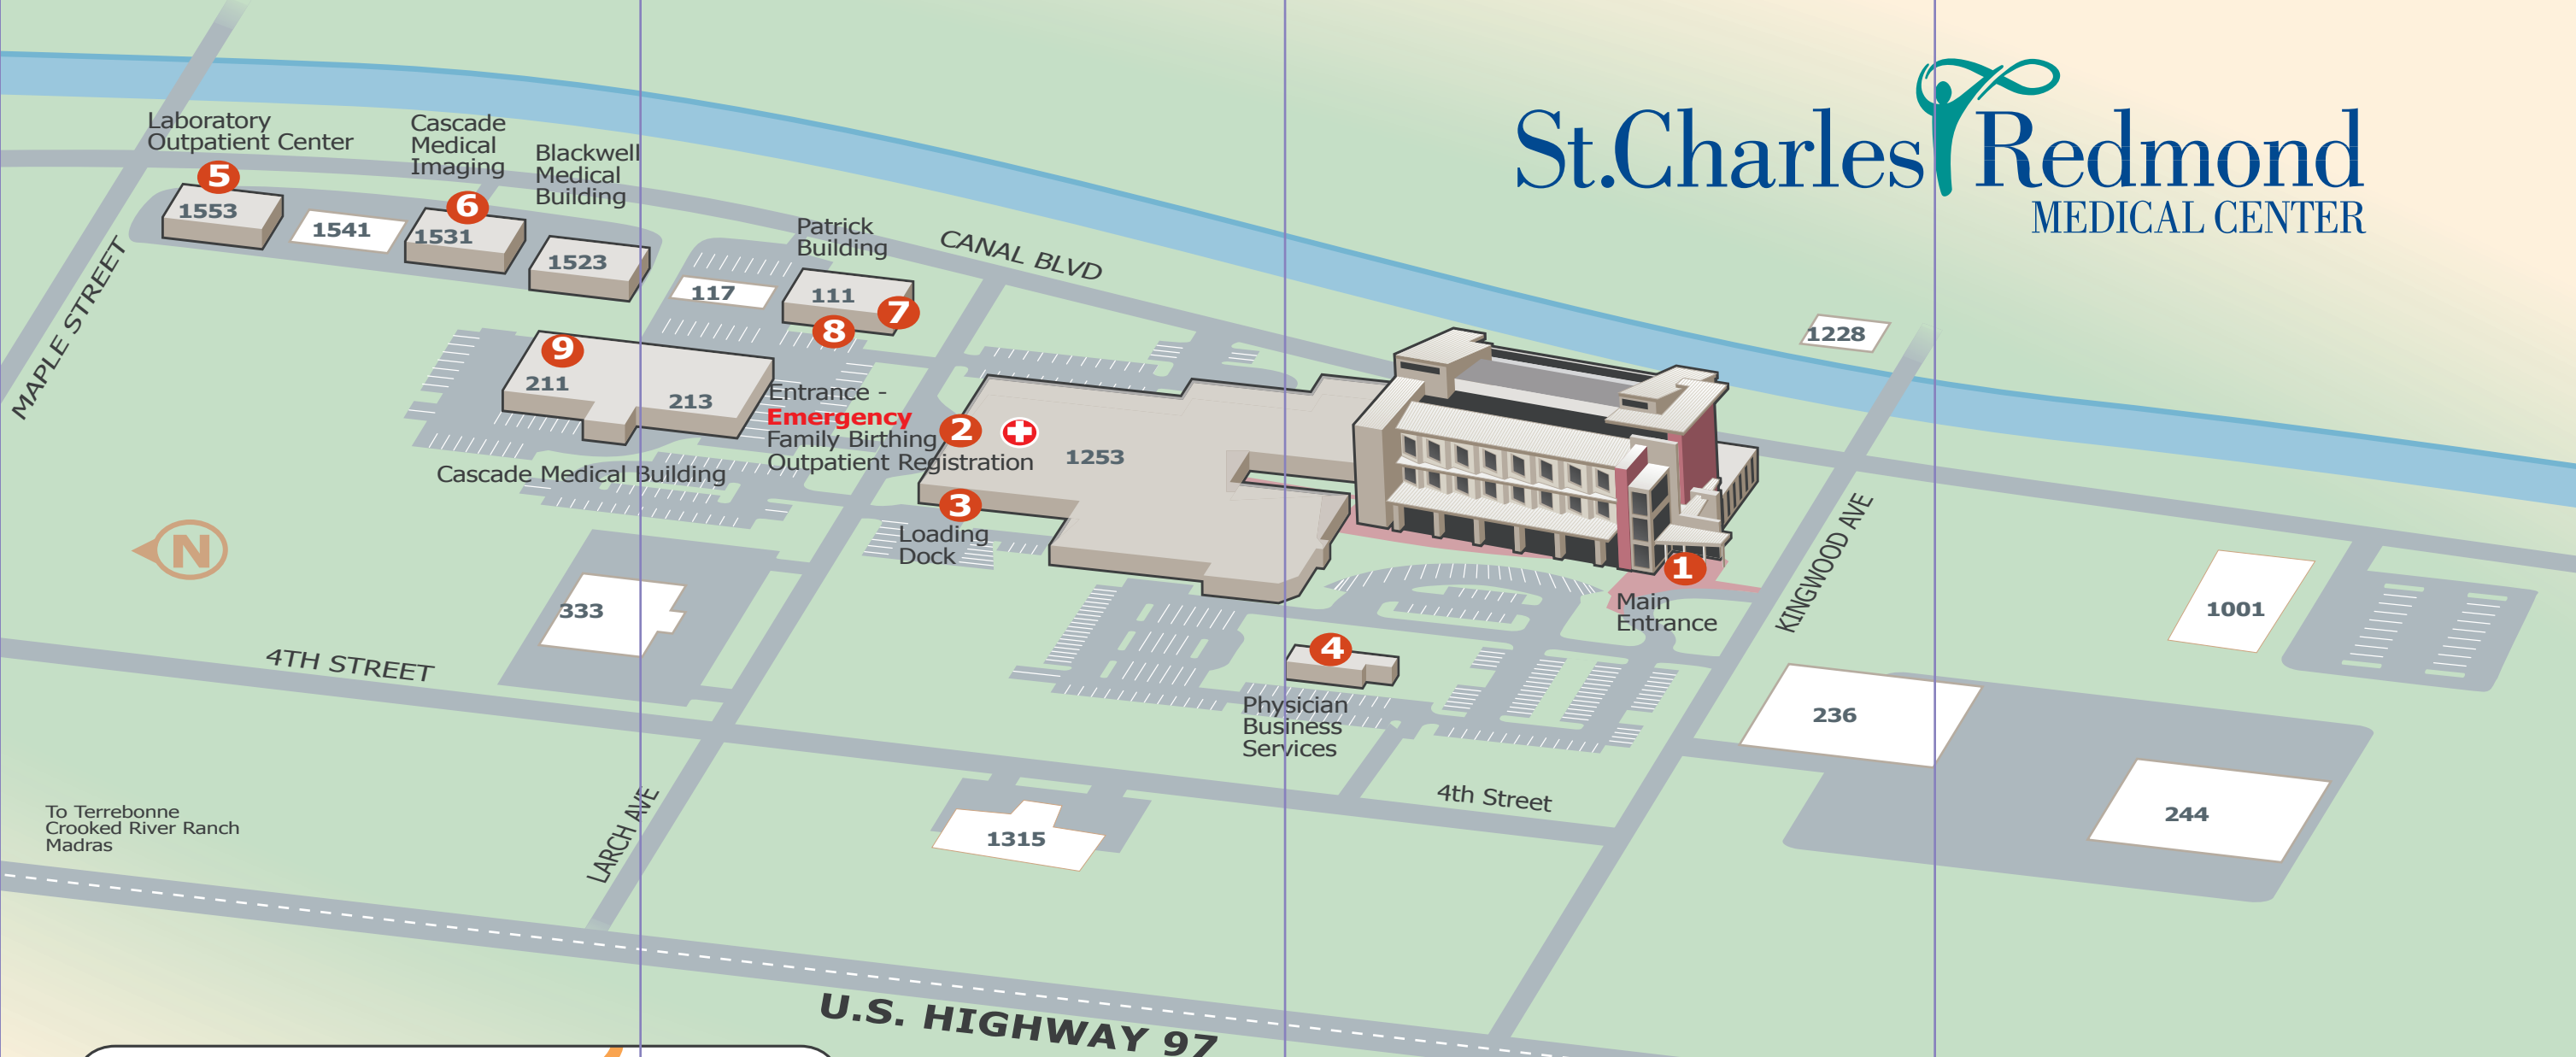 St.Charles Redmond
MEDICAL CENTER
Laboratory
Outpatient Center
5
1553
1541
Cascade
Medical
Imaging
6
1531
Blackwell
Medical
Building
1523
MAPLE STREET
117
Patrick
Building
111
7
8
CANAL BLVD
9
211
213
Cascade Medical Building
Entrance -
Emergency
Family Birthing
Outpatient Registration
2
1253
3
Loading
Dock
1228
KINGWOOD AVE
1
Main
Entrance
N
333
4TH STREET
4
Physician
Business
Services
4th Street
1001
236
244
1315
LARCH AVE
To Terrebonne
Crooked River Ranch
Madras
U.S. HIGHWAY 97